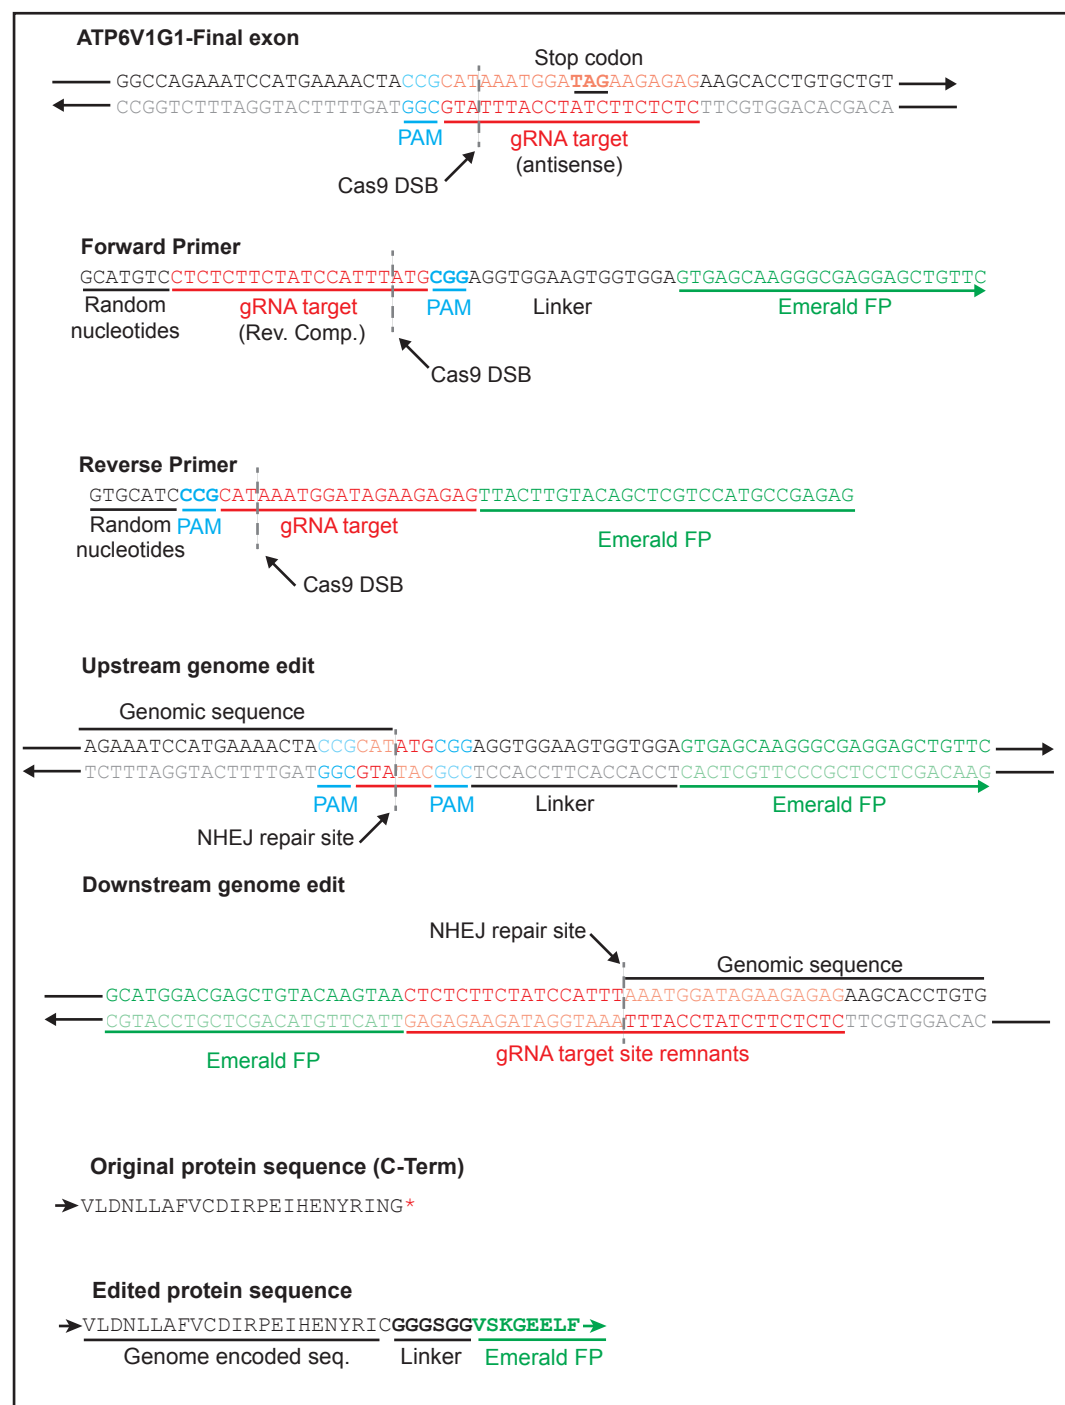 ATP6V1G1-Final exon
Stop codon
GGCCAGAAATCCATGAAAACTACCGCATAAATGGATAGAAGAGAGAAGCACCTGTGCTGT
CCGGTCTTTAGGTACTTTTGATGGCGTATTTACCTATCTTCTCTCTTCGTGGACACGACA
PAM
gRNA target
(antisense)
Cas9 DSB
Forward Primer
GCATGTCCTCTCTTCTATCCATTTATGCGGAGGTGGAAGTGGTGGAGTGAGCAAGGGCGAGGAGCTGTTC
Random
nucleotides
gRNA target
(Rev. Comp.)
PAM
Linker
Emerald FP
Cas9 DSB
Reverse Primer
GTGCATCCCGCATAAATGGATAGAAGAGAGTTACTTGTACAGCTCGTCCATGCCGAGAG
Random
nucleotides
PAM
gRNA target
Emerald FP
Cas9 DSB
Upstream genome edit
Genomic sequence
AGAAATCCATGAAAACTACCGCATATGCGGAGGTGGAAGTGGTGGAGTGAGCAAGGGCGAGGAGCTGTTC
TCTTTAGGTACTTTTGATGGCGTATACGCCTCCACCTTCACCACCTCACTCGTTCCCGCTCCTCGACAAG
PAM
PAM
Linker
Emerald FP
NHEJ repair site
Downstream genome edit
NHEJ repair site
Genomic sequence
GCATGGACGAGCTGTACAAGTAACTCTCTTCTATCCATTTAAATGGATAGAAGAGAGAAGCACCTGTG
CGTACCTGCTCGACATGTTCATTGAGAGAAGATAGGTAAATTTACCTATCTTCTCTCTTCGTGGACAC
Emerald FP
gRNA target site remnants
Original protein sequence (C-Term)
VLDNLLAFVCDIRPEIHENYRING*
Edited protein sequence
VLDNLLAFVCDIRPEIHENYRICGGGSGGVSKGEELF
Genome encoded seq.
Linker
Emerald FP